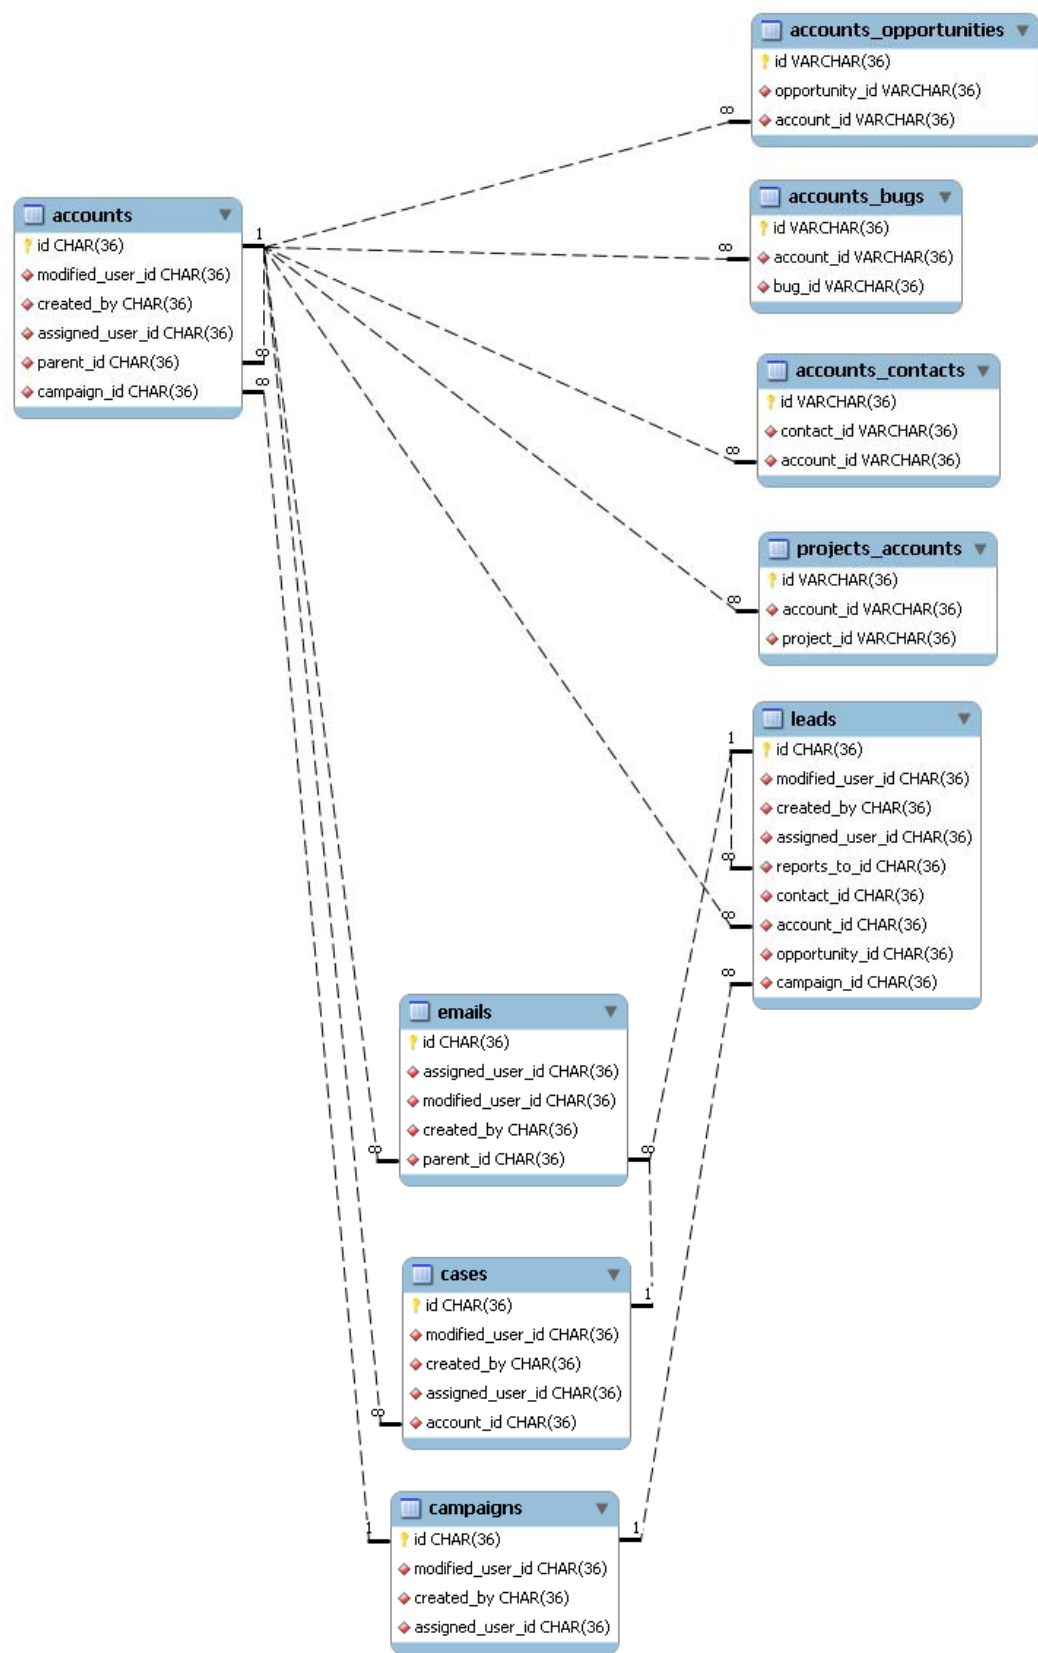 accounts_opportunities
id VARCHAR(36)
opportunity_id VARCHAR(36)
account_id VARCHAR(36)
∞
accounts_bugs
id VARCHAR(36)
account_id VARCHAR(36)
bug_id VARCHAR(36)
∞
accounts
id CHAR(36)
modified_user_id CHAR(36)
created_by CHAR(36)
assigned_user_id CHAR(36)
parent_id CHAR(36)
campaign_id CHAR(36)
1
∞
∞
accounts_contacts
id VARCHAR(36)
contact_id VARCHAR(36)
account_id VARCHAR(36)
∞
projects_accounts
id VARCHAR(36)
account_id VARCHAR(36)
project_id VARCHAR(36)
∞
leads
id CHAR(36)
modified_user_id CHAR(36)
created_by CHAR(36)
assigned_user_id CHAR(36)
reports_to_id CHAR(36)
contact_id CHAR(36)
account_id CHAR(36)
opportunity_id CHAR(36)
campaign_id CHAR(36)
1
∞
∞
∞
emails
id CHAR(36)
assigned_user_id CHAR(36)
modified_user_id CHAR(36)
created_by CHAR(36)
parent_id CHAR(36)
∞
∞
cases
id CHAR(36)
modified_user_id CHAR(36)
created_by CHAR(36)
assigned_user_id CHAR(36)
account_id CHAR(36)
1
∞
campaigns
id CHAR(36)
modified_user_id CHAR(36)
created_by CHAR(36)
assigned_user_id CHAR(36)
1
1